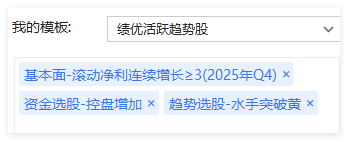 我的模板: 绩优活跃趋势股
基本面-滚动净利连续增长≥3(2025年Q4) ×
资金选股-控盘增加 × 趋势选股-水手突破黄 ×